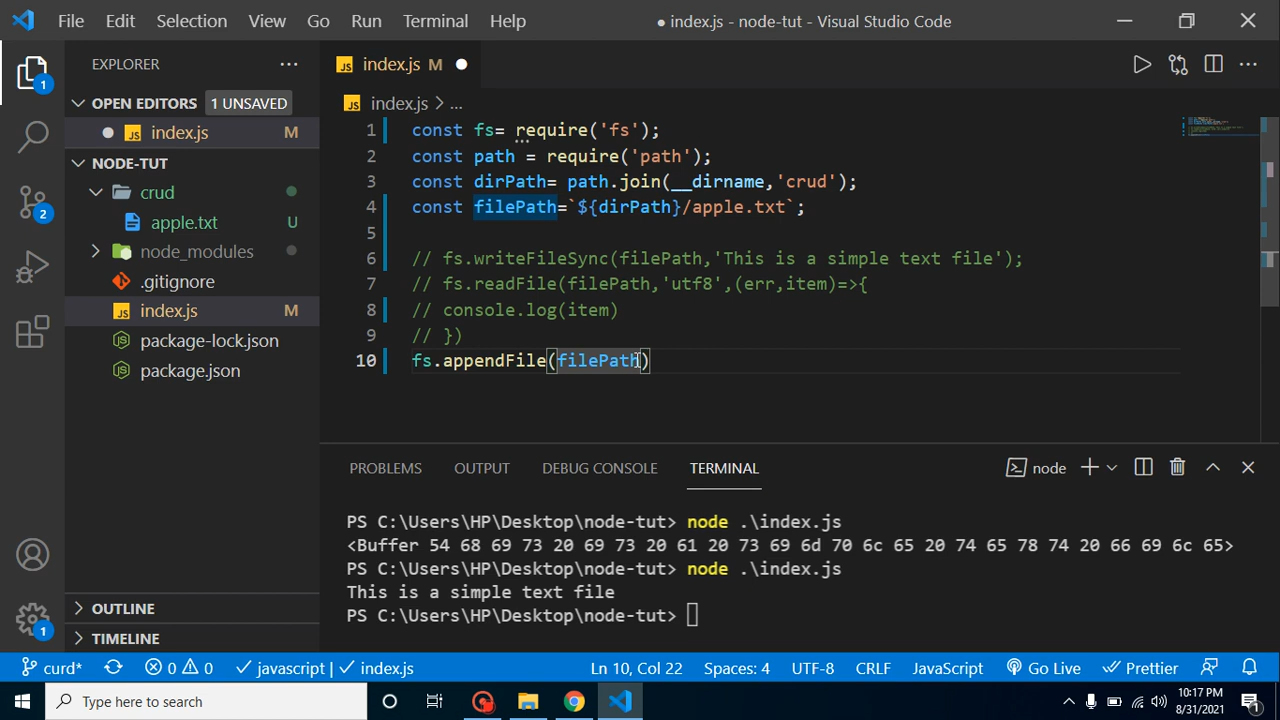 File Edit Selection View Go Run Terminal Help ● index.js - node-tut - Visual Studio Code
EXPLORER
OPEN EDITORS 1 UNSAVED
index.js M
NODE-TUT
crud
apple.txt U
node_modules
.gitignore
index.js M
package-lock.json
package.json
OUTLINE
TIMELINE
1
2
1
JS index.js M
JS index.js > ...
1 const fs= require('fs');
2 const path = require('path');
3 const dirPath= path.join(__dirname,'crud');
4 const filePath=`${dirPath}/apple.txt`;
5
6 // fs.writeFileSync(filePath,'This is a simple text file');
7 // fs.readFile(filePath,'utf8',(err,item)=>{
8 // console.log(item)
9 // })
10 fs.appendFile(filePath)
PROBLEMS OUTPUT DEBUG CONSOLE TERMINAL node
PS C:\Users\HP\Desktop\node-tut> node .\index.js
<Buffer 54 68 69 73 20 69 73 20 61 20 73 69 6d 70 6c 65 20 74 65 78 74 20 66 69 6c 65>
PS C:\Users\HP\Desktop\node-tut> node .\index.js
This is a simple text file
PS C:\Users\HP\Desktop\node-tut>
curd* 0 0 javascript | index.js Ln 10, Col 22 Spaces: 4 UTF-8 CRLF JavaScript Go Live Prettier
Type here to search
10:17 PM
8/31/2021
1